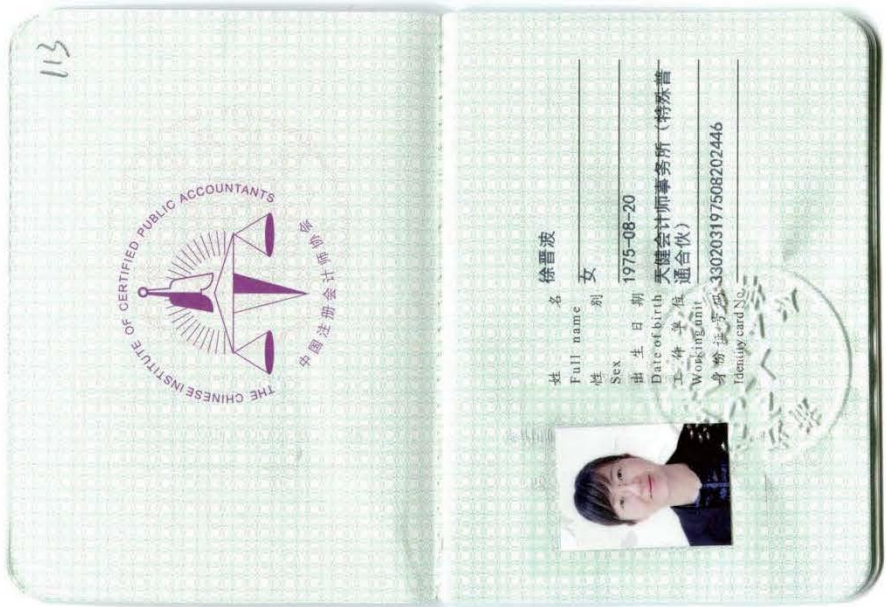 113
THE CHINESE INSTITUTE OF CERTIFIED PUBLIC ACCOUNTANTS
中国注册会计师协会
姓 名 徐晋波
Full name
性 别 女
Sex
出 生 日 期 1975-08-20
Date of birth
工 作 单 位 天健会计师事务所（特殊普
Working unit 通合伙）
身份证号码 330203197508202446
Identity card No.